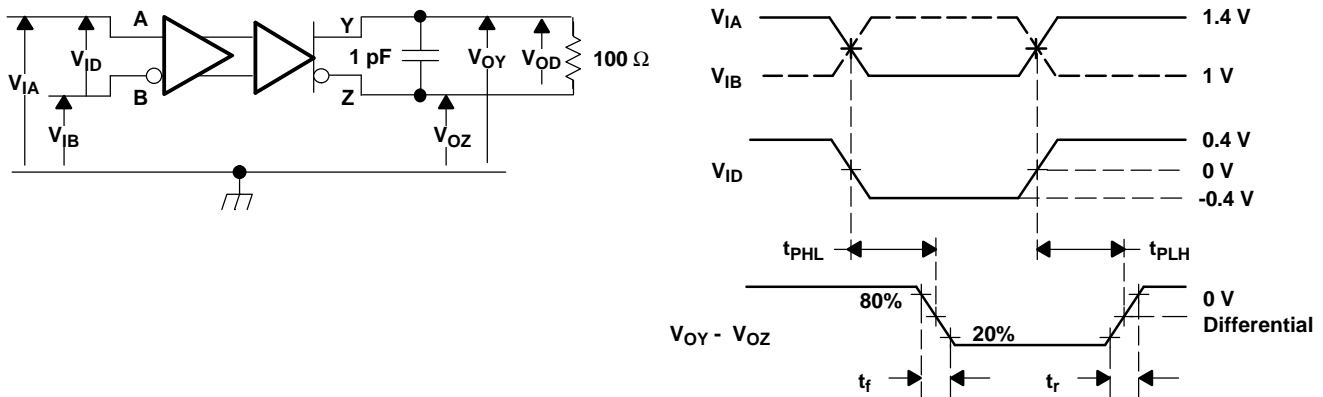 A
B
V_IA
V_ID
V_IB
Y
Z
1 pF
V_OZ
V_OY
V_OD
100 Ω
V_IA
1.4 V
V_IB
1 V
V_ID
0.4 V
0 V
-0.4 V
t_PHL
t_PLH
V_OY - V_OZ
80%
20%
0 V
Differential
t_f
t_r